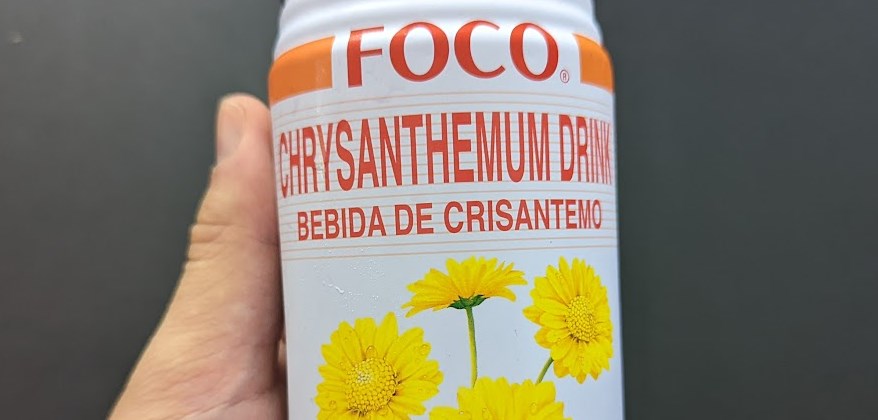 FOCO®
CHRYSANTHEMUM DRINK
BEBIDA DE CRISANTEMO